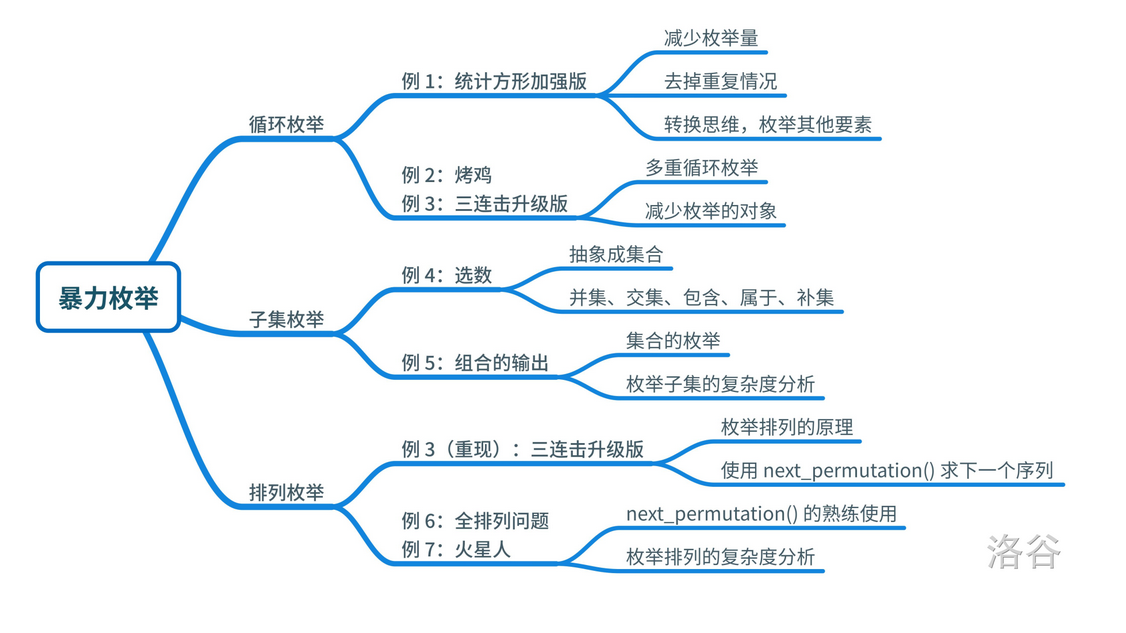 暴力枚举
循环枚举
例 1：统计方形加强版
减少枚举量
去掉重复情况
转换思维，枚举其他要素
例 2：烤鸡
例 3：三连击升级版
多重循环枚举
减少枚举的对象
子集枚举
例 4：选数
抽象成集合
并集、交集、包含、属于、补集
例 5：组合的输出
集合的枚举
枚举子集的复杂度分析
排列枚举
例 3（重现）：三连击升级版
枚举排列的原理
使用 next_permutation() 求下一个序列
例 6：全排列问题
例 7：火星人
next_permutation() 的熟练使用
枚举排列的复杂度分析
洛谷